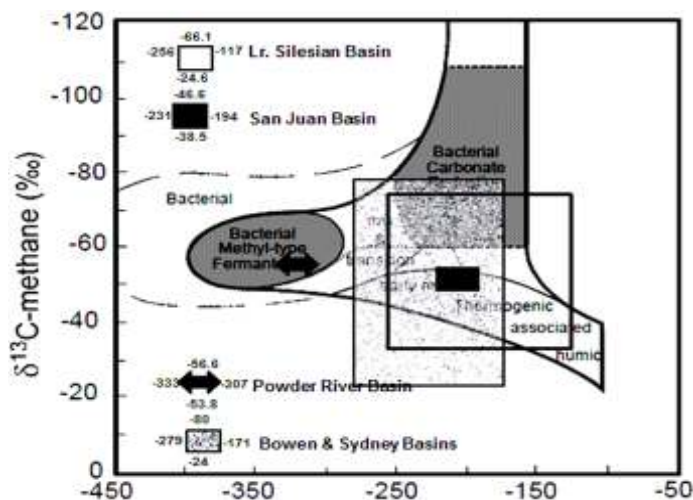 -120
-100
-80
-60
-40
-20
0
δ13C-methane (‰)
-66.1
-256
-117
Lr. Silesian Basin
-24.6
-46.6
-231
-194
San Juan Basin
-38.5
Bacterial
Bacterial
Carbonate
Bacterial
Methyl-type
transition
Thermogenic
associated
humic
-56.6
-333
-307
Powder River Basin
-53.8
-80
-279
-171
Bowen & Sydney Basins
-24
-450
-350
-250
-150
-50